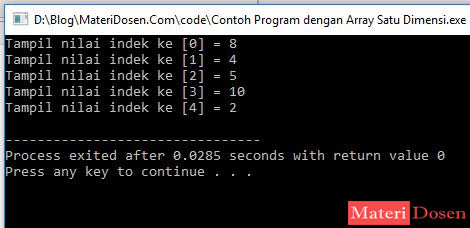 D:\Blog\MateriDosen.Com\code\Contoh Program dengan Array Satu Dimensi.exe
Tampil nilai indek ke [0] = 8
Tampil nilai indek ke [1] = 4
Tampil nilai indek ke [2] = 5
Tampil nilai indek ke [3] = 10
Tampil nilai indek ke [4] = 2
--------------------------------
Process exited after 0.0285 seconds with return value 0
Press any key to continue . . .
Materi Dosen